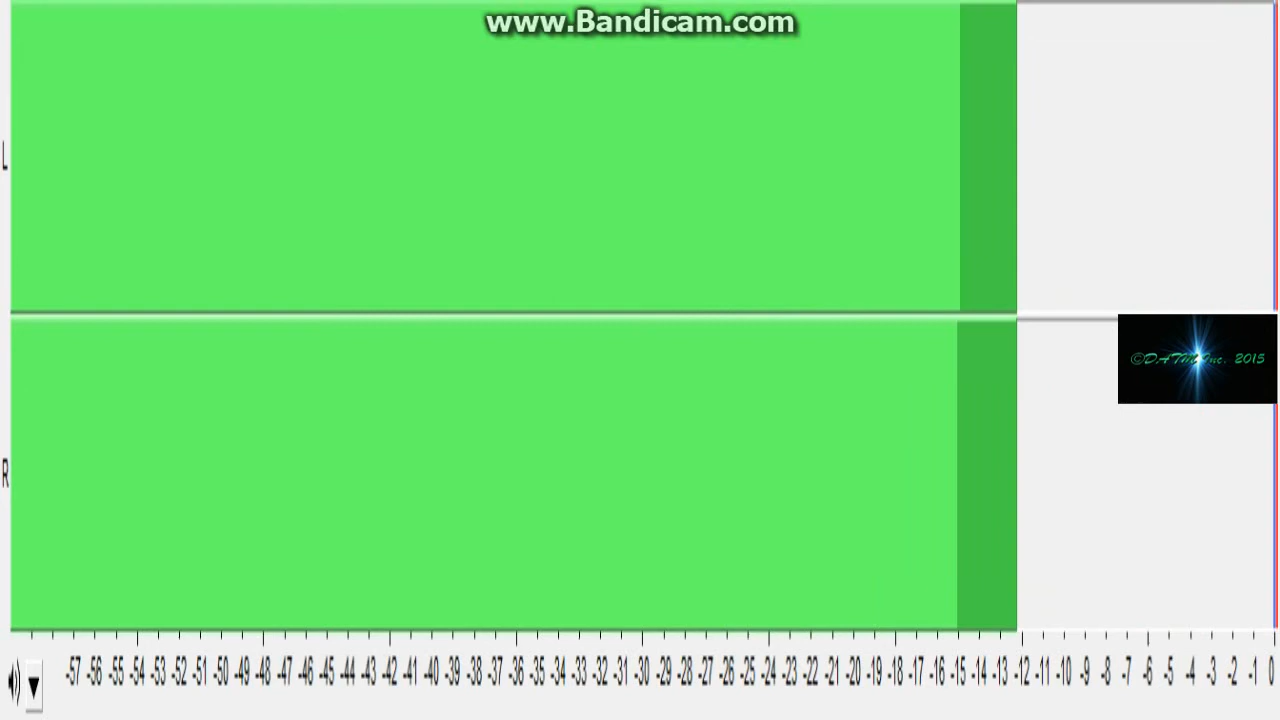 www.Bandicam.com
L
©DATM Inc. 2015
R
-57 -56 -55 -54 -53 -52 -51 -50 -49 -48 -47 -46 -45 -44 -43 -42 -41 -40 -39 -38 -37 -36 -35 -34 -33 -32 -31 -30 -29 -28 -27 -26 -25 -24 -23 -22 -21 -20 -19 -18 -17 -16 -15 -14 -13 -12 -11 -10 -9 -8 -7 -6 -5 -4 -3 -2 -1 0